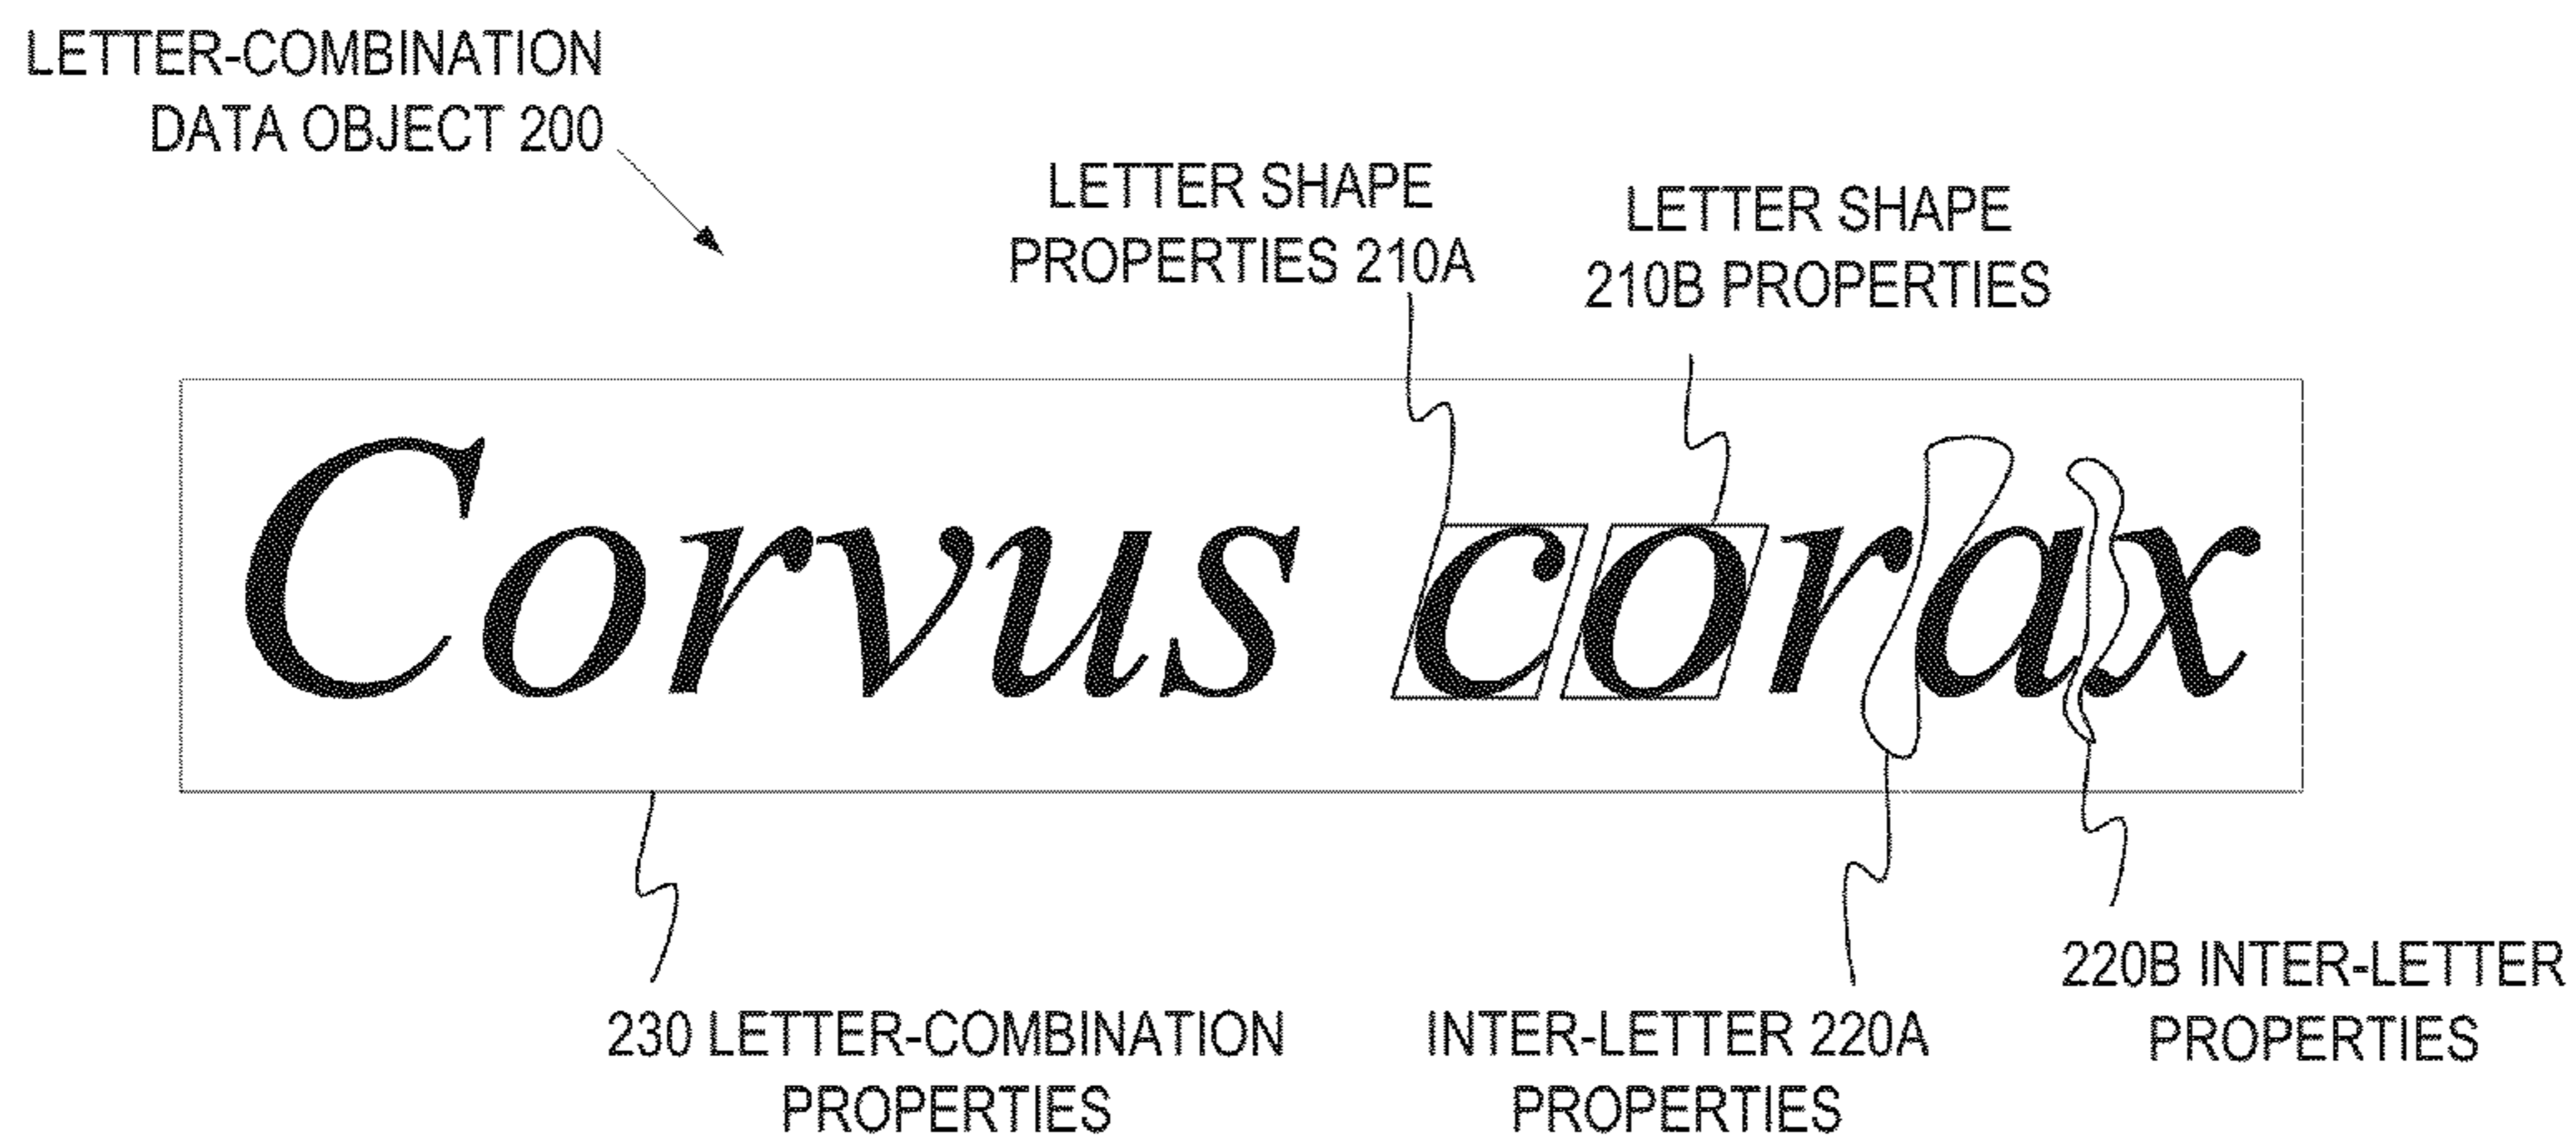 LETTER-COMBINATION
DATA OBJECT 200
LETTER SHAPE
PROPERTIES 210A
LETTER SHAPE
210B PROPERTIES
Corvus corax
230 LETTER-COMBINATION
PROPERTIES
INTER-LETTER 220A
PROPERTIES
220B INTER-LETTER
PROPERTIES